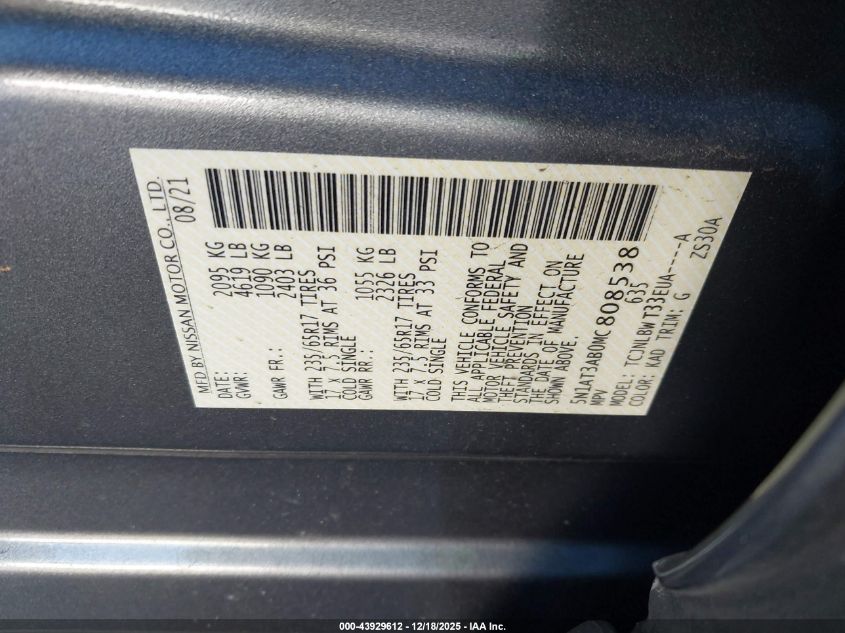 MFD BY NISSAN MOTOR CO., LTD.
DATE: 08/21
GVWR: 2095 KG
4619 LB
GAWR FR.: 1090 KG
2403 LB
WITH 235/65R17 TIRES
17 X 7.5 RIMS AT 36 PSI
COLD SINGLE
GAWR RR.: 1055 KG
2326 LB
WITH 235/65R17 TIRES
17 X 7.5 RIMS AT 33 PSI
COLD SINGLE
THIS VEHICLE CONFORMS TO
ALL APPLICABLE FEDERAL
MOTOR VEHICLE SAFETY AND
THEFT PREVENTION
STANDARDS IN EFFECT ON
THE DATE OF MANUFACTURE
SHOWN ABOVE.
5N1AT3AB0MC808538
MPV 635
MODEL: TCJNLBW T33EUA-----A
COLOR: KAD TRIM: G ZS30A
000-43929612 - 12/18/2025 - IAA Inc.